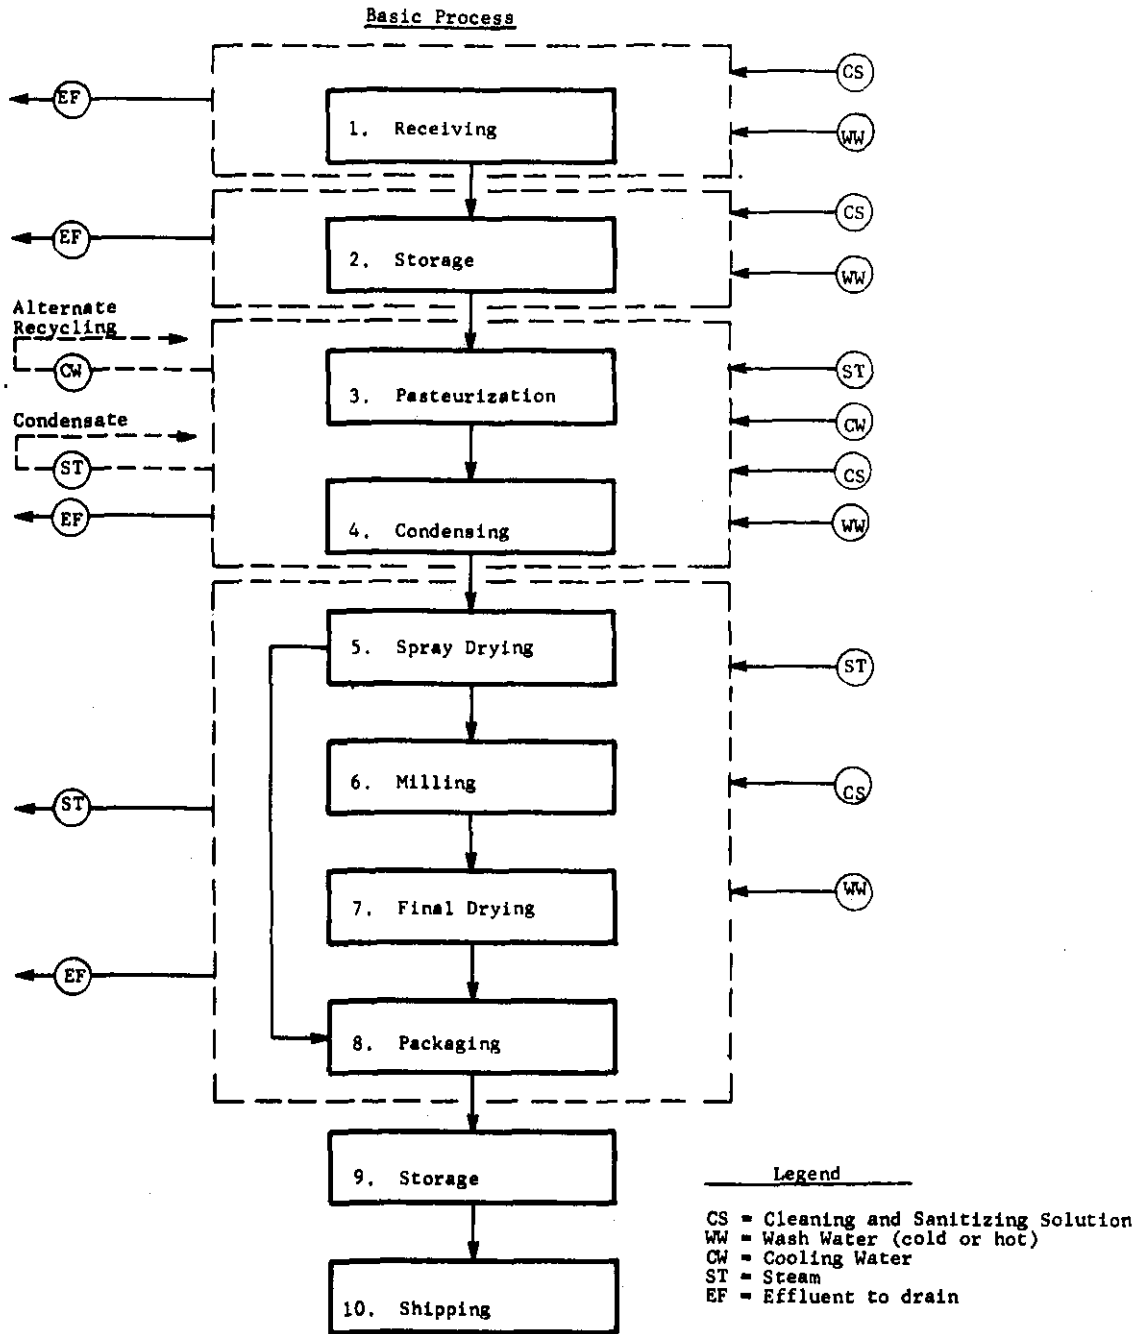 Basic Process
CS
EF
1. Receiving
WW
CS
EF
2. Storage
WW
Alternate
Recycling
CW
3. Pasteurization
ST
CW
Condensate
ST
CS
EF
4. Condensing
WW
5. Spray Drying
ST
6. Milling
CS
ST
7. Final Drying
WW
EF
8. Packaging
9. Storage
Legend
CS = Cleaning and Sanitizing Solution
WW = Wash Water (cold or hot)
CW = Cooling Water
ST = Steam
EF = Effluent to drain
10. Shipping